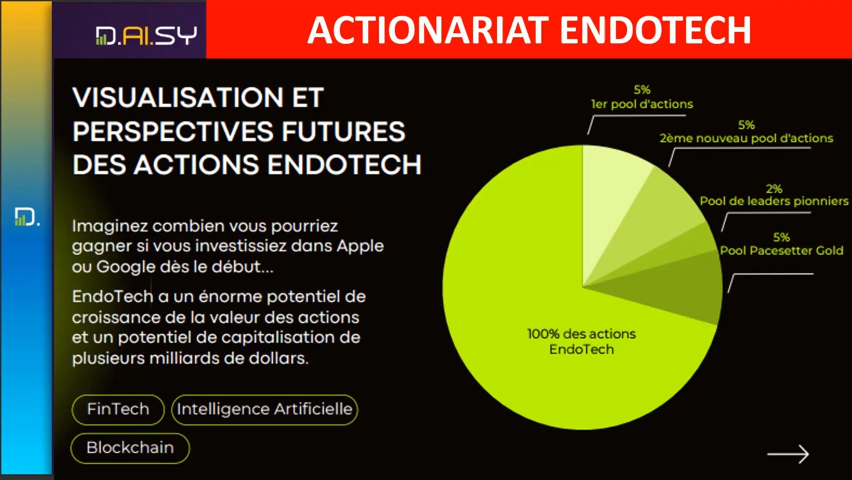 D.AI.SY
ACTIONARIAT ENDOTECH
VISUALISATION ET
PERSPECTIVES FUTURES
DES ACTIONS ENDOTECH
D.
Imaginez combien vous pourriez
gagner si vous investissiez dans Apple
ou Google dès le début...
EndoTech a un énorme potentiel de
croissance de la valeur des actions
et un potentiel de capitalisation de
plusieurs milliards de dollars.
FinTech
Intelligence Artificielle
Blockchain
5%
1er pool d'actions
5%
2ème nouveau pool d'actions
2%
Pool de leaders pionniers
5%
Pool Pacesetter Gold
100% des actions
EndoTech